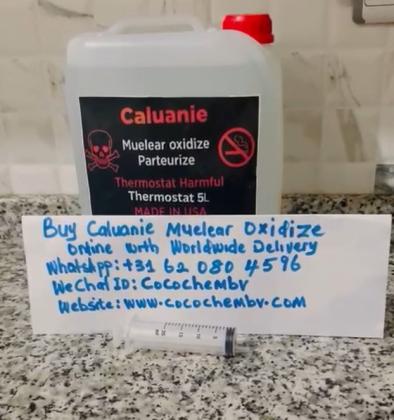 Caluanie
Muelear oxidize
Parteurize
Thermostat Harmful
Thermostat 5L
MADE IN USA
Buy Caluanie Muelear Oxidize
Online with Worldwide Delivery
WhatsApp:+31 62 080 4596
WeChat ID: Cocochembv
Website: www.cocochembv.com